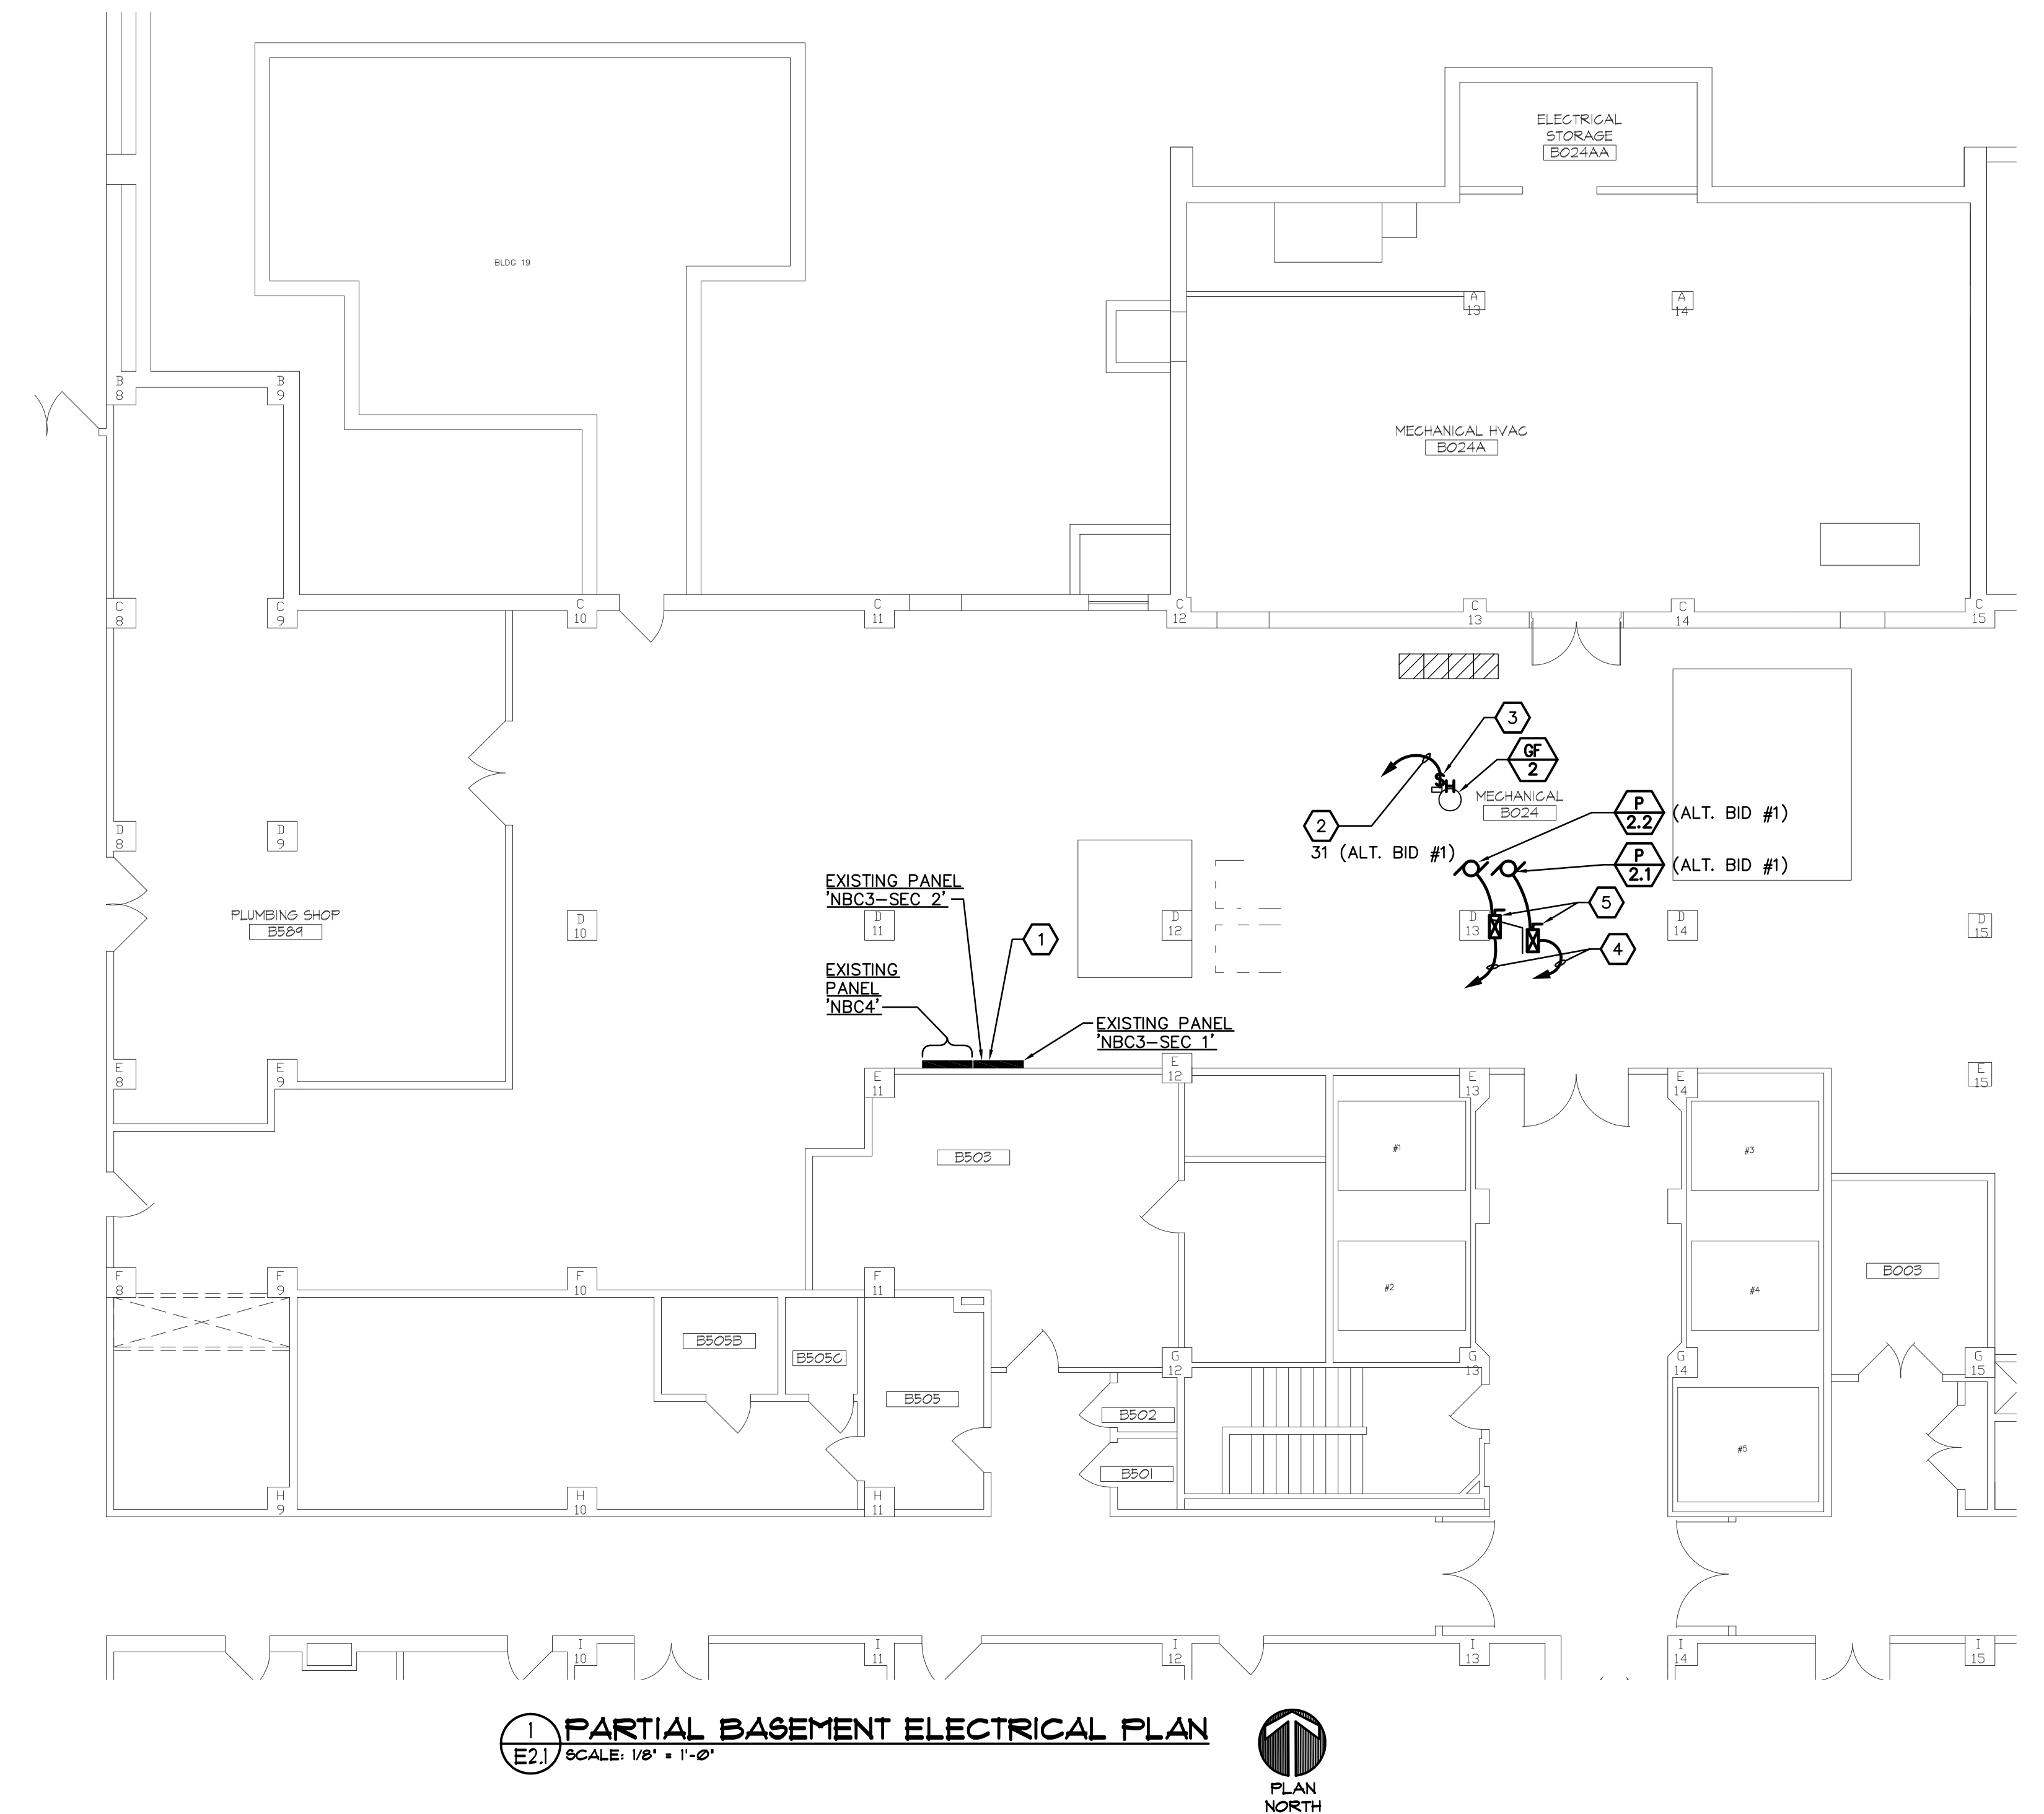 ELECTRICAL
STORAGE
B024AA
BLDG 19
A
13
A
14
B
8
B
9
MECHANICAL HVAC
B024A
C
8
C
9
C
10
C
11
C
12
C
13
C
14
C
15
3
GF
2
MECHANICAL
B024
2
31 (ALT. BID #1)
P
2.2
(ALT. BID #1)
P
2.1
(ALT. BID #1)
5
4
D
8
D
9
PLUMBING SHOP
B589
D
10
D
11
D
12
D
13
D
14
D
15
EXISTING PANEL
'NBC3-SEC 2'
1
EXISTING
PANEL
'NBC4'
EXISTING PANEL
'NBC3-SEC 1'
E
8
E
9
E
11
E
12
E
13
E
14
E
15
B503
#1
#3
#2
#4
B003
F
8
F
9
F
10
F
11
B505B
B505C
B505
G
12
G
13
G
14
G
15
B502
B501
#5
H
9
H
10
H
11
I
10
I
11
I
12
I
13
I
14
I
15
1
E2.1
PARTIAL BASEMENT ELECTRICAL PLAN
SCALE: 1/8" = 1'-0"
PLAN
NORTH